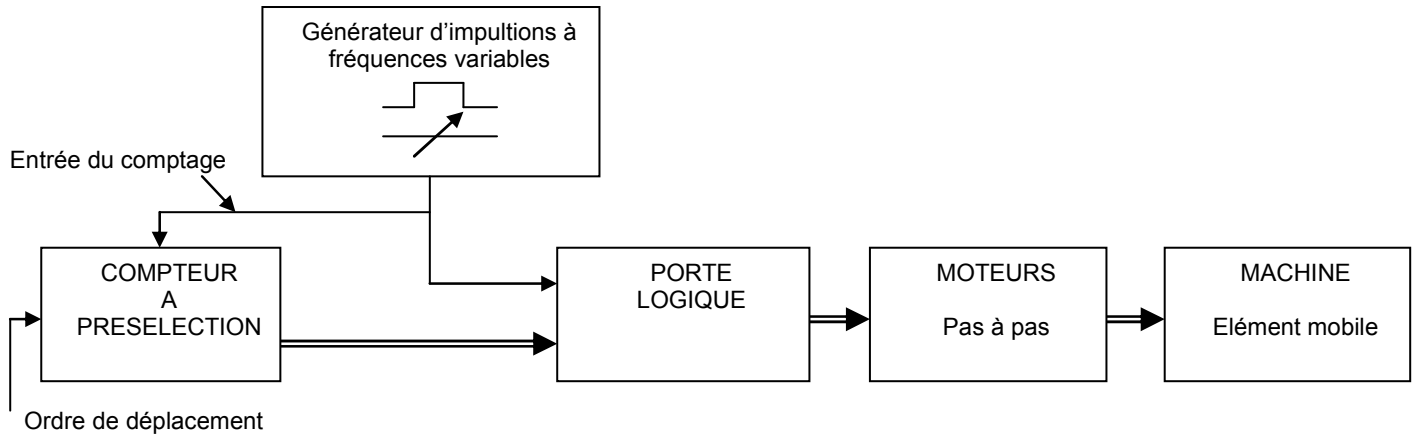 Générateur d'impultions à
fréquences variables
Entrée du comptage
COMPTEUR
A
PRESELECTION
PORTE
LOGIQUE
MOTEURS
Pas à pas
MACHINE
Elément mobile
Ordre de déplacement